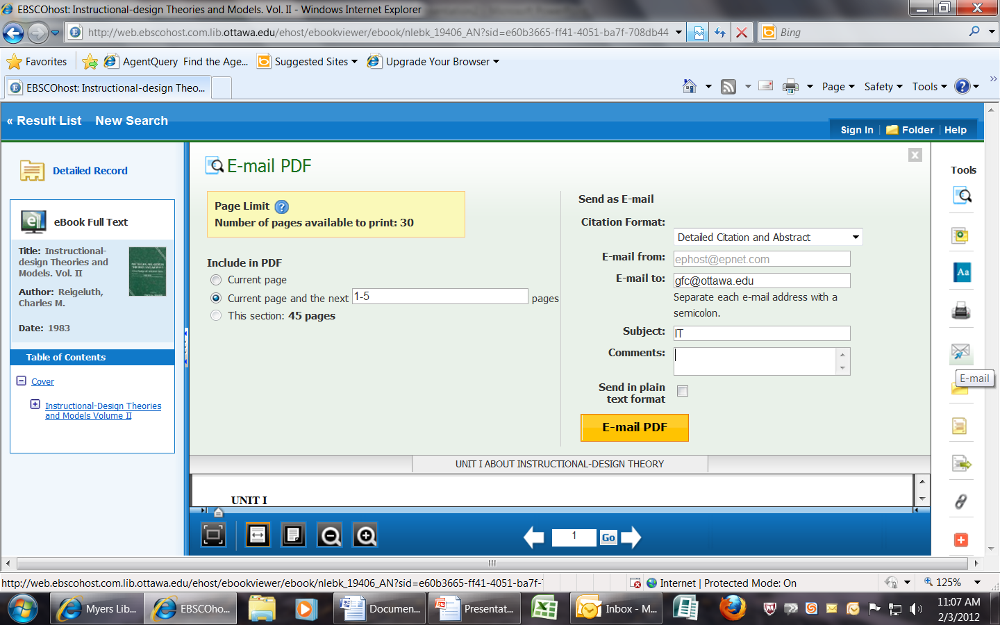 EBSCOhost: Instructional-design Theories and Models. Vol. II - Windows Internet Explorer
http://web.ebscohost.com.lib.ottawa.edu/ehost/ebookviewer/ebook/nlebk_19406_AN?sid=e60b3665-ff41-4051-ba7f-708db44
Bing
Favorites
AgentQuery Find the Age...
Suggested Sites
Upgrade Your Browser
EBSCOhost: Instructional-design Theo...
Page
Safety
Tools
« Result List
New Search
Sign In
Folder
Help
Detailed Record
eBook Full Text
Title: Instructional-
design Theories and
Models. Vol. II
Author: Reigeluth,
Charles M.
Date: 1983
Table of Contents
Cover
Instructional-Design Theories
and Models Volume II
E-mail PDF
Page Limit
Number of pages available to print: 30
Include in PDF
Current page
Current page and the next 1-5 pages
This section: 45 pages
Send as E-mail
Citation Format:
Detailed Citation and Abstract
E-mail from: ephost@epnet.com
E-mail to: gfc@ottawa.edu
Separate each e-mail address with a
semicolon.
Subject: IT
Comments:
Send in plain
text format
E-mail PDF
Tools
Aa
E-mail
UNIT I ABOUT INSTRUCTIONAL-DESIGN THEORY
UNIT I
1
Go
http://web.ebscohost.com.lib.ottawa.edu/ehost/ebookviewer/ebook/nlebk_19406_AN?sid=e60b3665-ff41-4051-ba7f-
Internet | Protected Mode: On
125%
Myers Lib...
EBSCOho...
Documen...
Presentat...
Inbox - M...
11:07 AM
2/3/2012